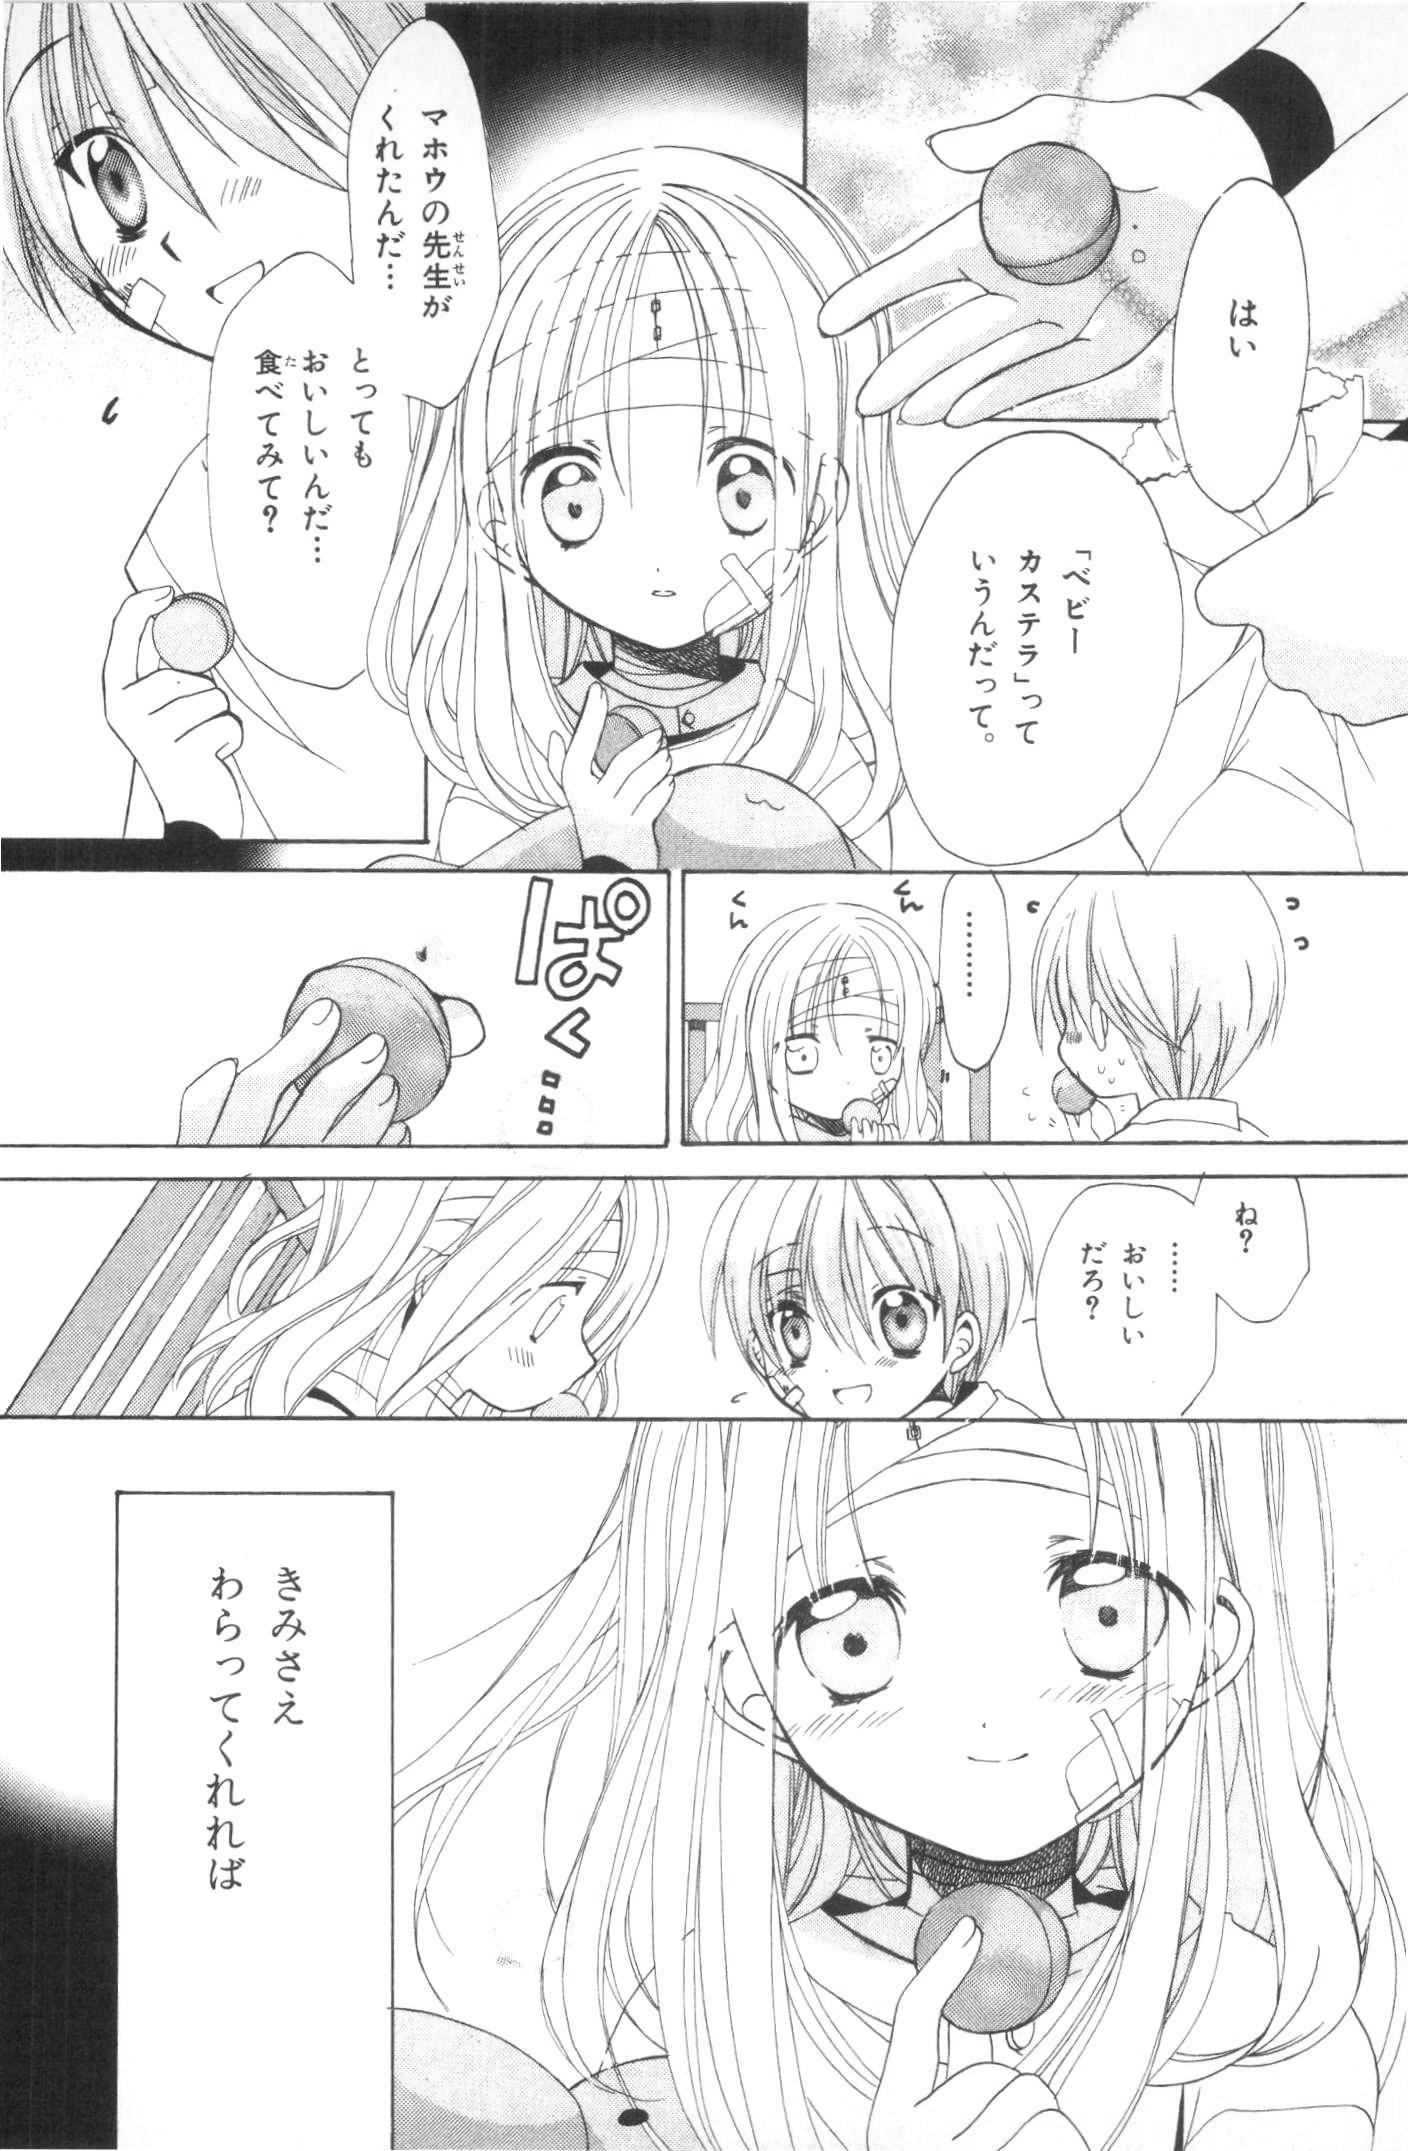 はい
「ベビー
カステラ」って
いうんだって。
マホウの先生が
くれたんだ…
とっても
おいしいんだ…
食べてみて？
………
くん
くん
ぱく…
ね？
……
おいしい
だろ？
きみさえ
わらってくれれば